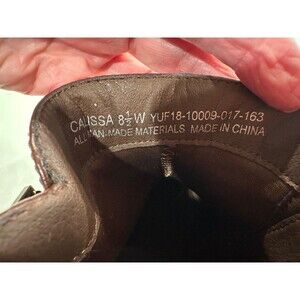 CALISSA 8½W YUF18-10009-017-163
ALL MAN-MADE MATERIALS MADE IN CHINA